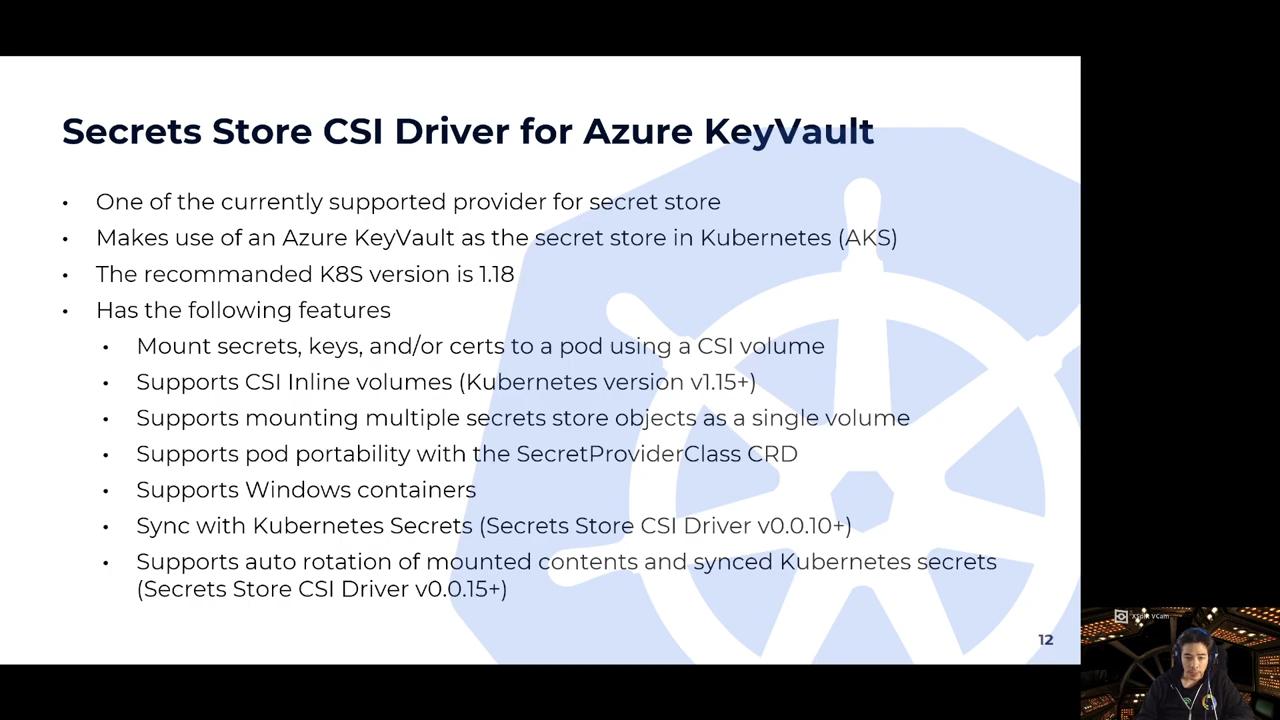 Secrets Store CSI Driver for Azure KeyVault
• One of the currently supported provider for secret store
• Makes use of an Azure KeyVault as the secret store in Kubernetes (AKS)
• The recommanded K8S version is 1.18
• Has the following features
• Mount secrets, keys, and/or certs to a pod using a CSI volume
• Supports CSI Inline volumes (Kubernetes version v1.15+)
• Supports mounting multiple secrets store objects as a single volume
• Supports pod portability with the SecretProviderClass CRD
• Supports Windows containers
• Sync with Kubernetes Secrets (Secrets Store CSI Driver v0.0.10+)
• Supports auto rotation of mounted contents and synced Kubernetes secrets
(Secrets Store CSI Driver v0.0.15+)
12
XSplit VCam